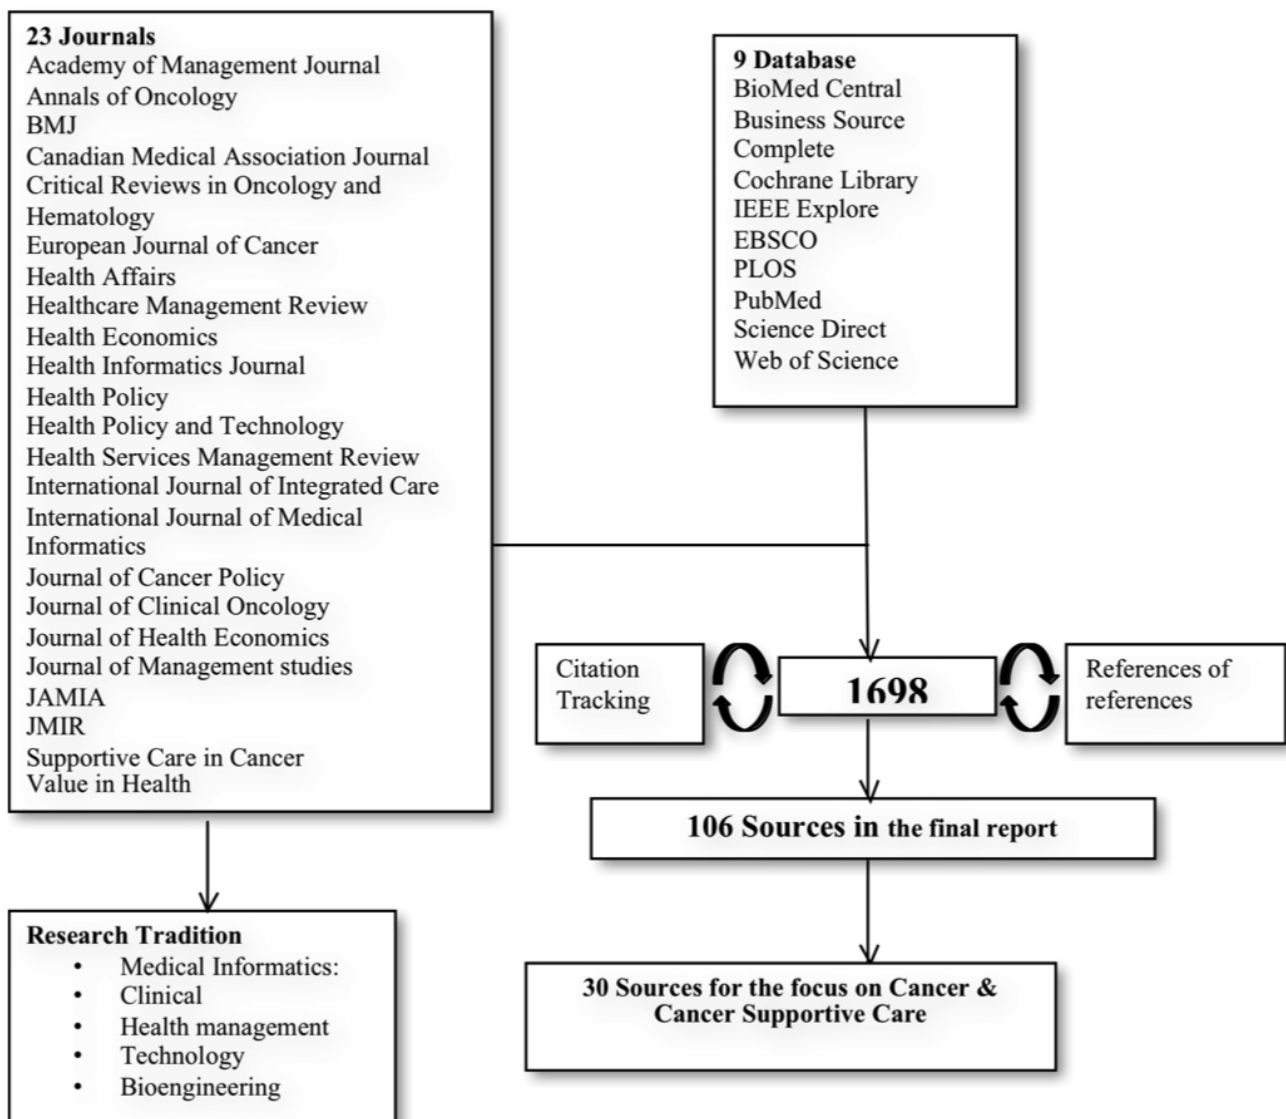 23 Journals
Academy of Management Journal
Annals of Oncology
BMJ
Canadian Medical Association Journal
Critical Reviews in Oncology and
Hematology
European Journal of Cancer
Health Affairs
Healthcare Management Review
Health Economics
Health Informatics Journal
Health Policy
Health Policy and Technology
Health Services Management Review
International Journal of Integrated Care
International Journal of Medical
Informatics
Journal of Cancer Policy
Journal of Clinical Oncology
Journal of Health Economics
Journal of Management studies
JAMIA
JMIR
Supportive Care in Cancer
Value in Health
9 Database
BioMed Central
Business Source
Complete
Cochrane Library
IEEE Explore
EBSCO
PLOS
PubMed
Science Direct
Web of Science
Citation
Tracking
1698
References of
references
106 Sources in the final report
30 Sources for the focus on Cancer &
Cancer Supportive Care
Research Tradition
• Medical Informatics:
• Clinical
• Health management
• Technology
• Bioengineering